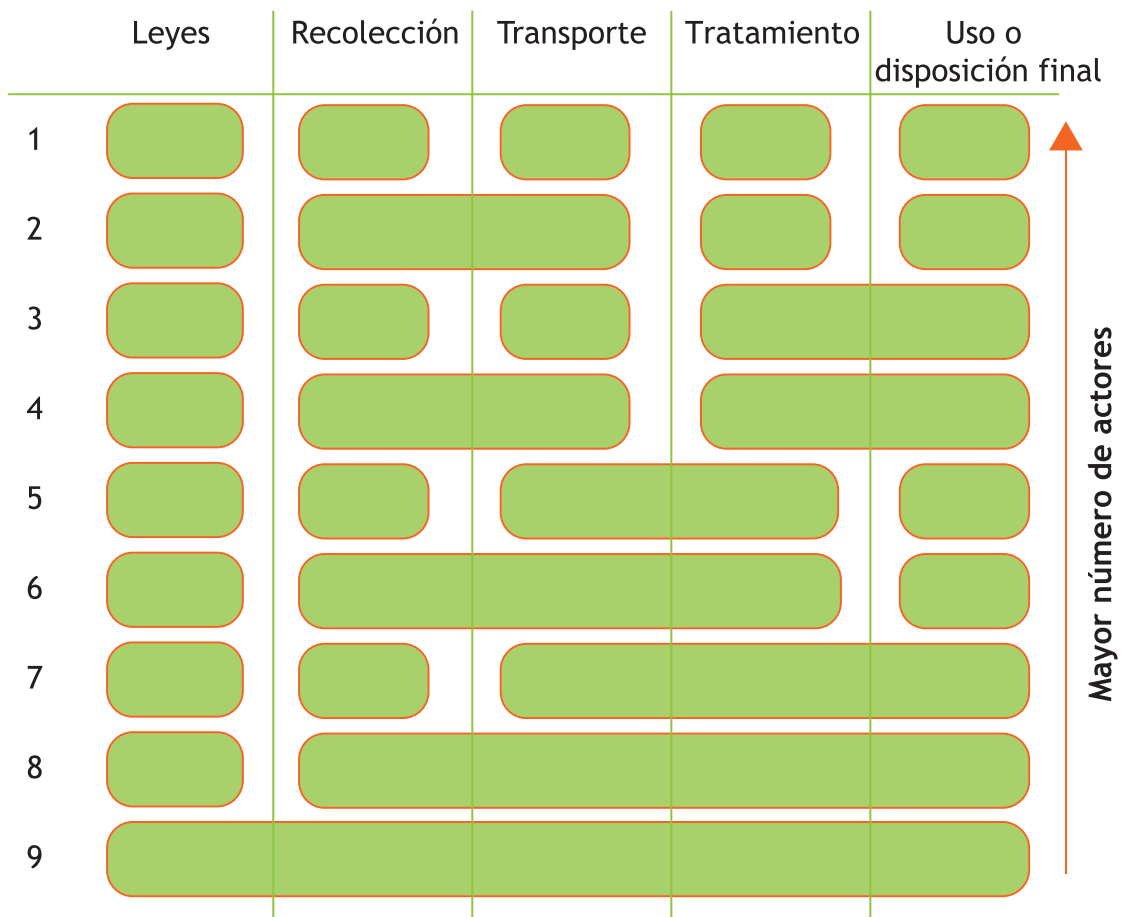 Leyes
Recolección
Transporte
Tratamiento
Uso o
disposición final
1
2
3
4
5
6
7
8
9
Mayor número de actores